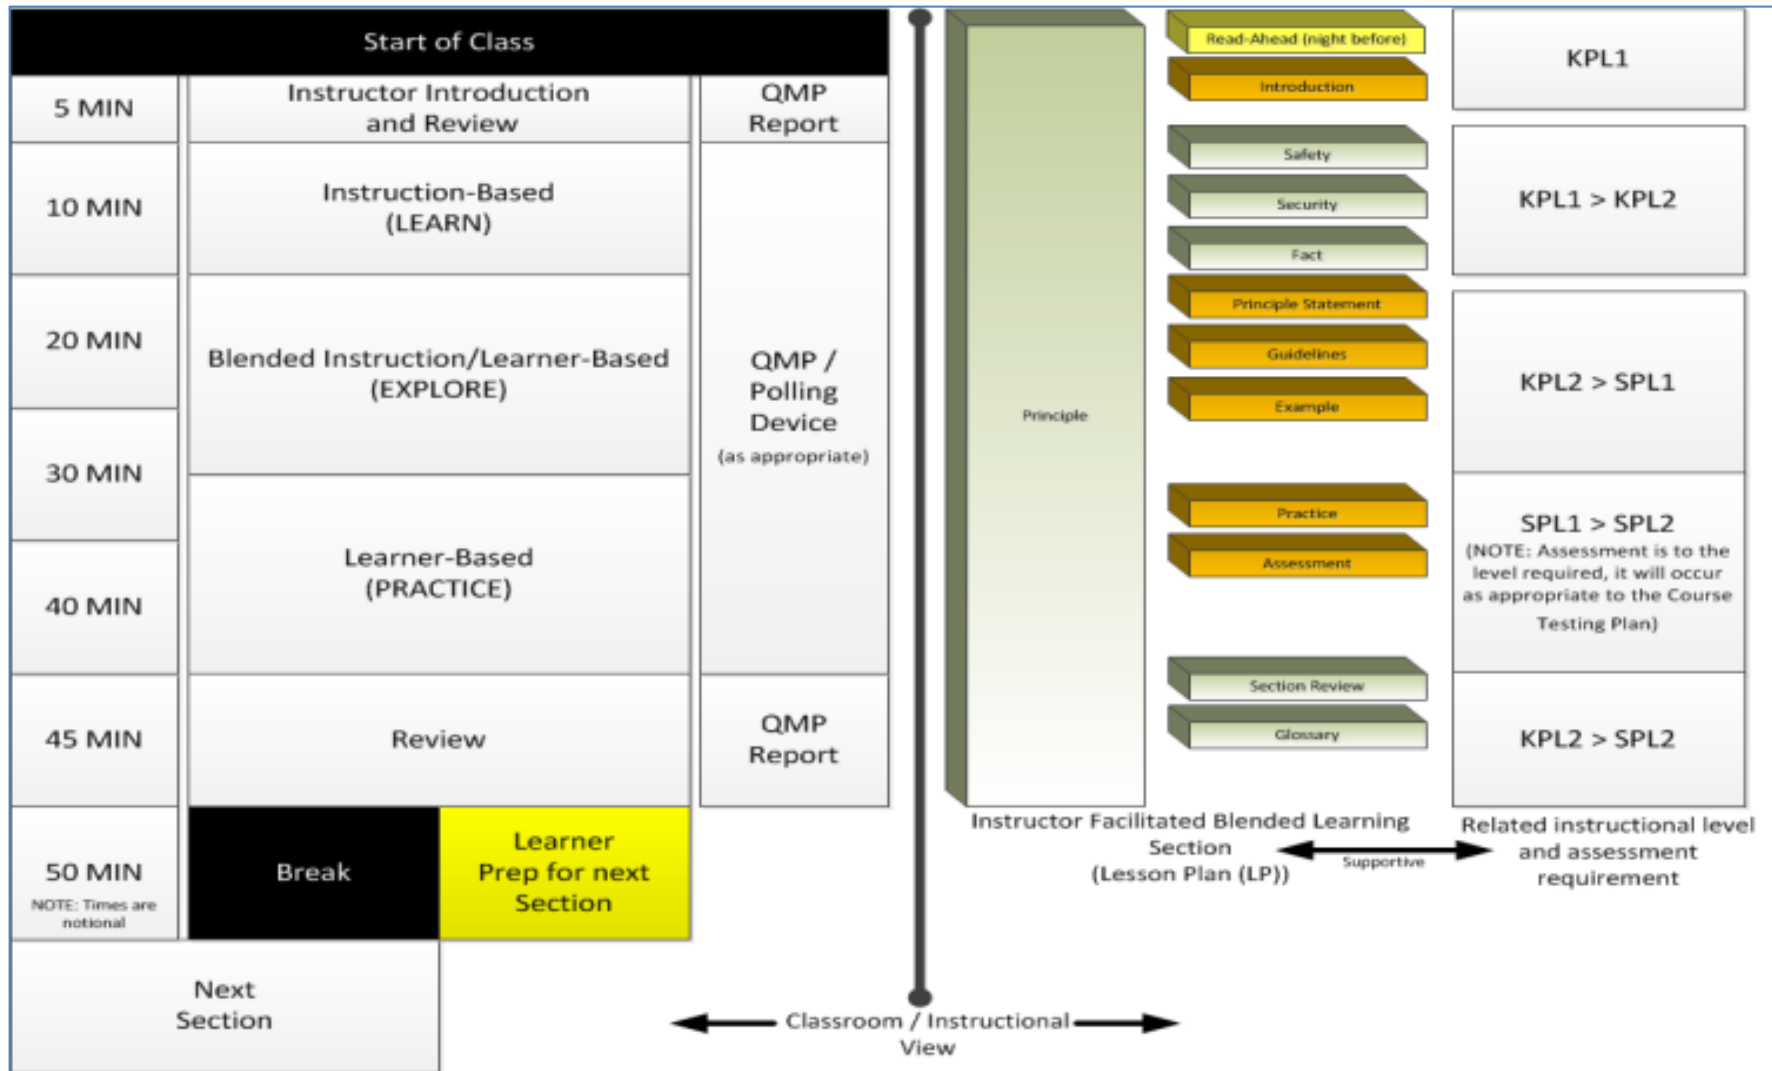 Start of Class
5 MIN
Instructor Introduction
and Review
QMP
Report
10 MIN
Instruction-Based
(LEARN)
20 MIN
Blended Instruction/Learner-Based
(EXPLORE)
QMP /
Polling
Device
(as appropriate)
30 MIN
40 MIN
Learner-Based
(PRACTICE)
45 MIN
Review
QMP
Report
50 MIN
NOTE: Times are
notional
Break
Learner
Prep for next
Section
Next
Section
Classroom / Instructional
View
Principle
Read-Ahead (night before)
Introduction
Safety
Security
Fact
Principle Statement
Guidelines
Example
Practice
Assessment
Section Review
Glossary
Instructor Facilitated Blended Learning
Section
(Lesson Plan (LP))
Supportive
KPL1
KPL1 > KPL2
KPL2 > SPL1
SPL1 > SPL2
(NOTE: Assessment is to the
level required, it will occur
as appropriate to the Course
Testing Plan)
KPL2 > SPL2
Related instructional level
and assessment
requirement